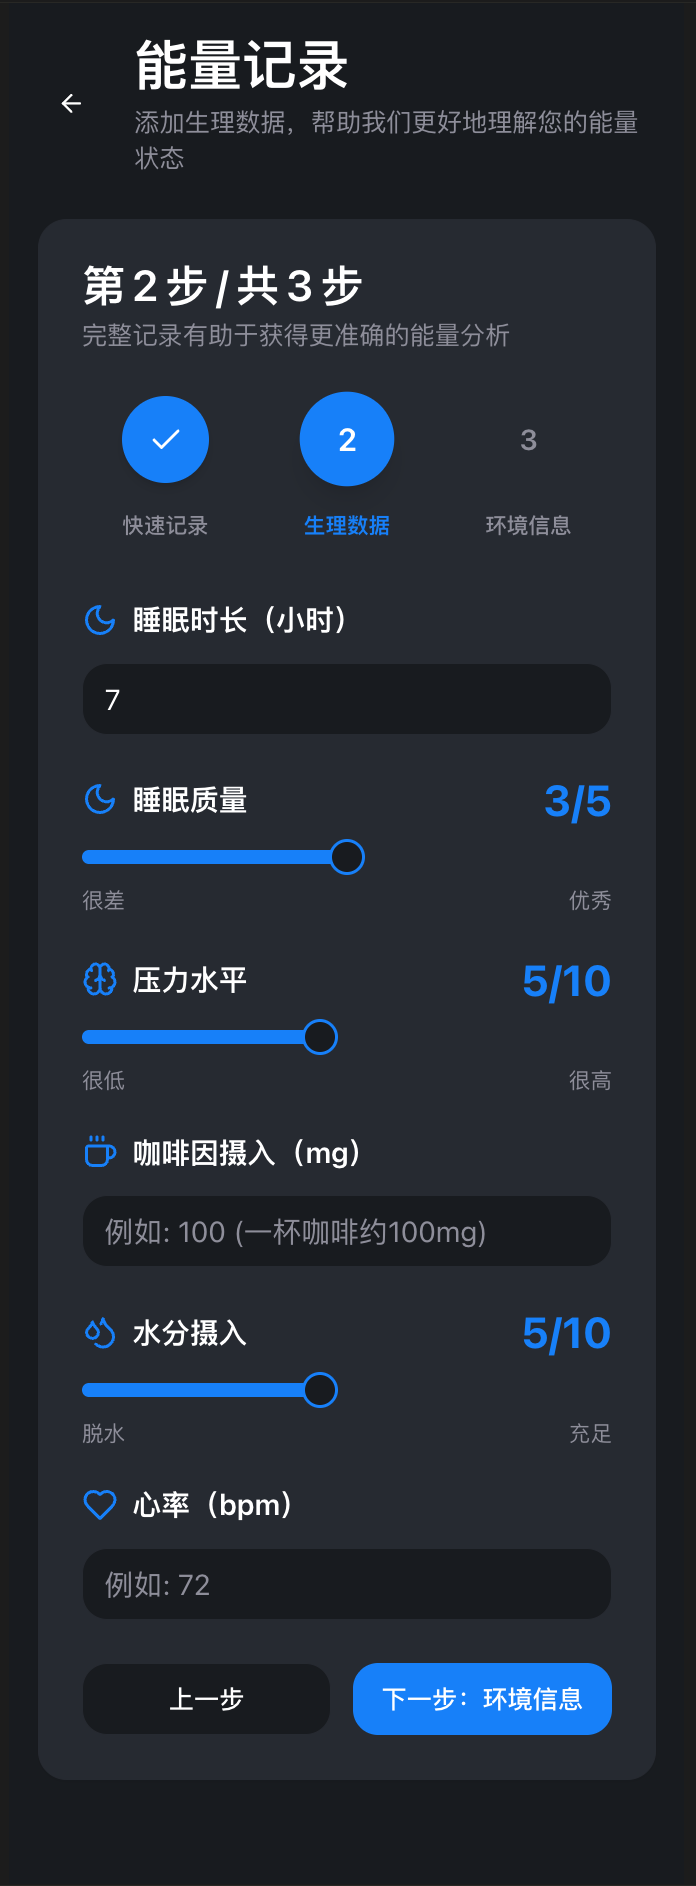 能量记录
添加生理数据，帮助我们更好地理解您的能量
状态
第2步/共3步
完整记录有助于获得更准确的能量分析
2
3
快速记录
生理数据
环境信息
睡眠时长（小时）
7
睡眠质量
3/5
很差
优秀
压力水平
5/10
很低
很高
咖啡因摄入（mg）
例如: 100 (一杯咖啡约100mg)
水分摄入
5/10
脱水
充足
心率（bpm）
例如: 72
上一步
下一步：环境信息